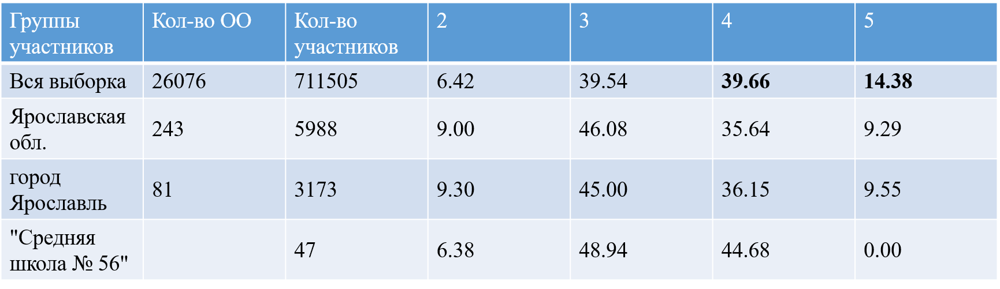 Группы участников Кол-во ОО Кол-во участников 2 3 4 5
Вся выборка 26076 711505 6.42 39.54 39.66 14.38
Ярославская обл. 243 5988 9.00 46.08 35.64 9.29
город Ярославль 81 3173 9.30 45.00 36.15 9.55
"Средняя школа № 56" 47 6.38 48.94 44.68 0.00